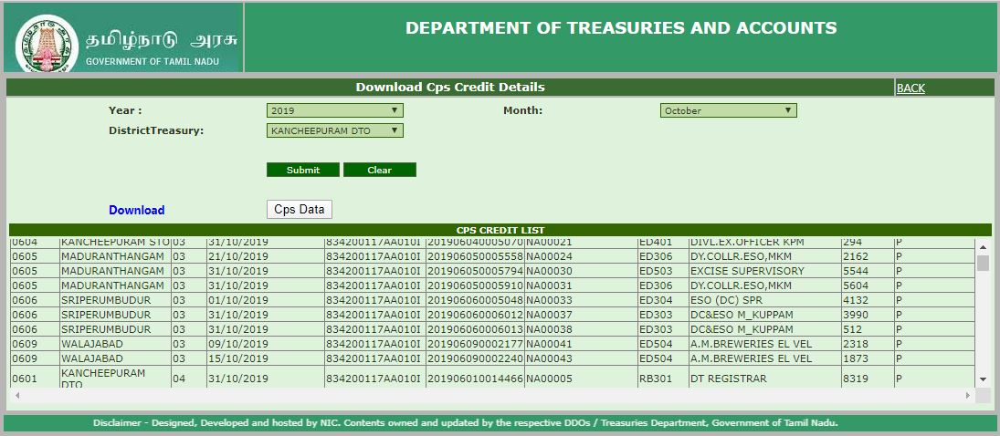 தமிழ்நாடு அரசு
GOVERNMENT OF TAMIL NADU
DEPARTMENT OF TREASURIES AND ACCOUNTS
Download Cps Credit Details BACK
Year : 2019 Month: October
DistrictTreasury: KANCHEEPURAM DTO
Submit Clear
Download Cps Data
CPS CREDIT LIST
0604 KANCHEEPURAM STO 03 31/10/2019 834200117AA010I 201906040005070 NA00021 ED401 DIVL.EX.OFFICER KPM 294 P
0605 MADURANTHANGAM 03 21/10/2019 834200117AA010I 201906050005558 NA00024 ED306 DY.COLLR.ESO,MKM 2162 P
0605 MADURANTHANGAM 03 31/10/2019 834200117AA010I 201906050005794 NA00030 ED503 EXCISE SUPERVISORY 5544 P
0605 MADURANTHANGAM 03 31/10/2019 834200117AA010I 201906050005910 NA00031 ED306 DY.COLLR.ESO,MKM 5604 P
0606 SRIPERUMBUDUR 03 01/10/2019 834200117AA010I 201906060005048 NA00033 ED304 ESO (DC) SPR 4132 P
0606 SRIPERUMBUDUR 03 31/10/2019 834200117AA010I 201906060006012 NA00037 ED303 DC&ESO M_KUPPAM 3990 P
0606 SRIPERUMBUDUR 03 31/10/2019 834200117AA010I 201906060006013 NA00038 ED303 DC&ESO M_KUPPAM 512 P
0609 WALAJABAD 03 09/10/2019 834200117AA010I 201906090002177 NA00041 ED504 A.M.BREWERIES EL VEL 2318 P
0609 WALAJABAD 03 15/10/2019 834200117AA010I 201906090002240 NA00043 ED504 A.M.BREWERIES EL VEL 1873 P
0601 KANCHEEPURAM DTO 04 31/10/2019 834200117AA010I 201906010014466 NA00005 RB301 DT REGISTRAR 8319 P
Disclaimer - Designed, Developed and hosted by NIC. Contents owned and updated by the respective DDOs / Treasuries Department, Government of Tamil Nadu.